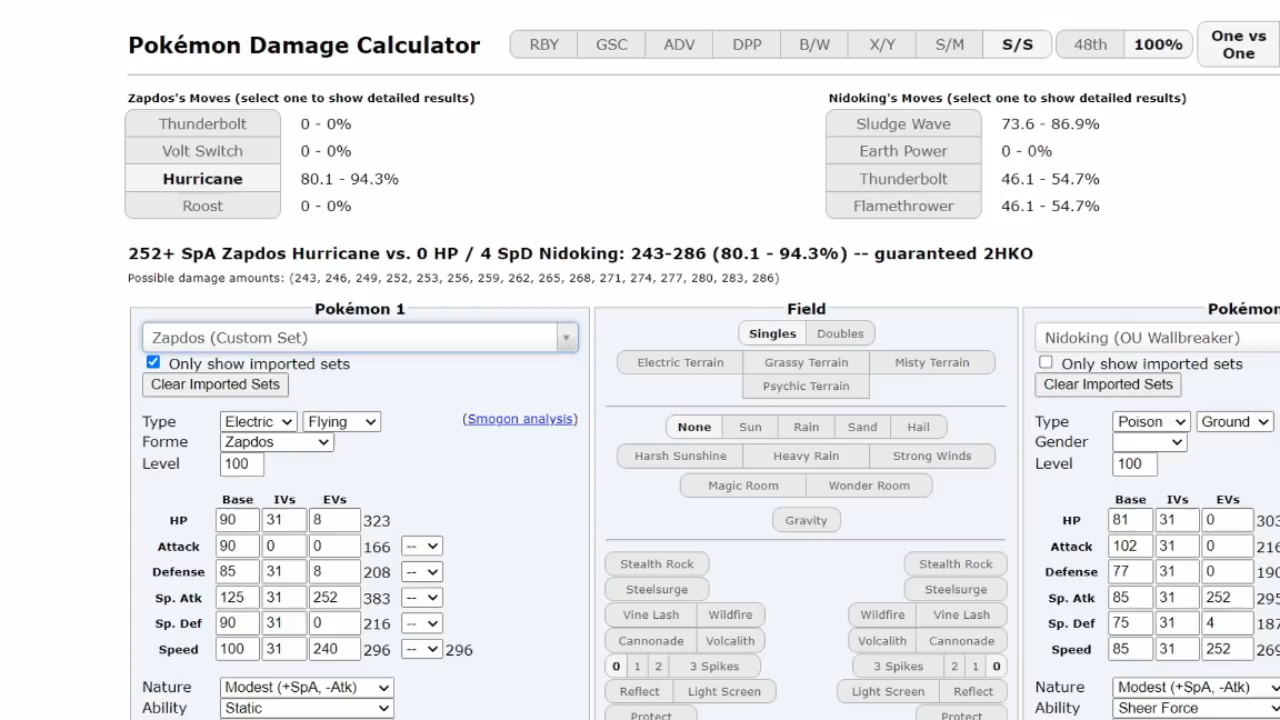 Pokémon Damage Calculator RBY GSC ADV DPP B/W X/Y S/M S/S 48th 100% One vs One
Zapdos's Moves (select one to show detailed results) Nidoking's Moves (select one to show detailed results)
Thunderbolt 0 - 0% Sludge Wave 73.6 - 86.9%
Volt Switch 0 - 0% Earth Power 0 - 0%
Hurricane 80.1 - 94.3% Thunderbolt 46.1 - 54.7%
Roost 0 - 0% Flamethrower 46.1 - 54.7%
252+ SpA Zapdos Hurricane vs. 0 HP / 4 SpD Nidoking: 243-286 (80.1 - 94.3%) -- guaranteed 2HKO
Possible damage amounts: (243, 246, 249, 252, 253, 256, 259, 262, 265, 268, 271, 274, 277, 280, 283, 286)
Pokémon 1 Field Pokémon
Zapdos (Custom Set) Singles Doubles Nidoking (OU Wallbreaker)
Only show imported sets Electric Terrain Grassy Terrain Misty Terrain Only show imported sets
Clear Imported Sets Psychic Terrain Clear Imported Sets
Type Electric Flying (Smogon analysis) None Sun Rain Sand Hail Type Poison Ground
Forme Zapdos Harsh Sunshine Heavy Rain Strong Winds Gender
Level 100 Level 100
Magic Room Wonder Room
Base IVs EVs Base IVs EVs
HP 90 31 8 323 Gravity HP 81 31 0 303
Attack 90 0 0 166 -- Attack 102 31 0 216
Defense 85 31 8 208 -- Stealth Rock Stealth Rock Defense 77 31 0 190
Sp. Atk 125 31 252 383 -- Steelsurge Steelsurge Sp. Atk 85 31 252 295
Sp. Def 90 31 0 216 -- Vine Lash Wildfire Wildfire Vine Lash Sp. Def 75 31 4 187
Speed 100 31 240 296 -- 296 Cannonade Volcalith Volcalith Cannonade Speed 85 31 252 269
0 1 2 3 Spikes 3 Spikes 2 1 0
Nature Modest (+SpA, -Atk) Reflect Light Screen Light Screen Reflect Nature Modest (+SpA, -Atk)
Ability Static Protect Protect Ability Sheer Force